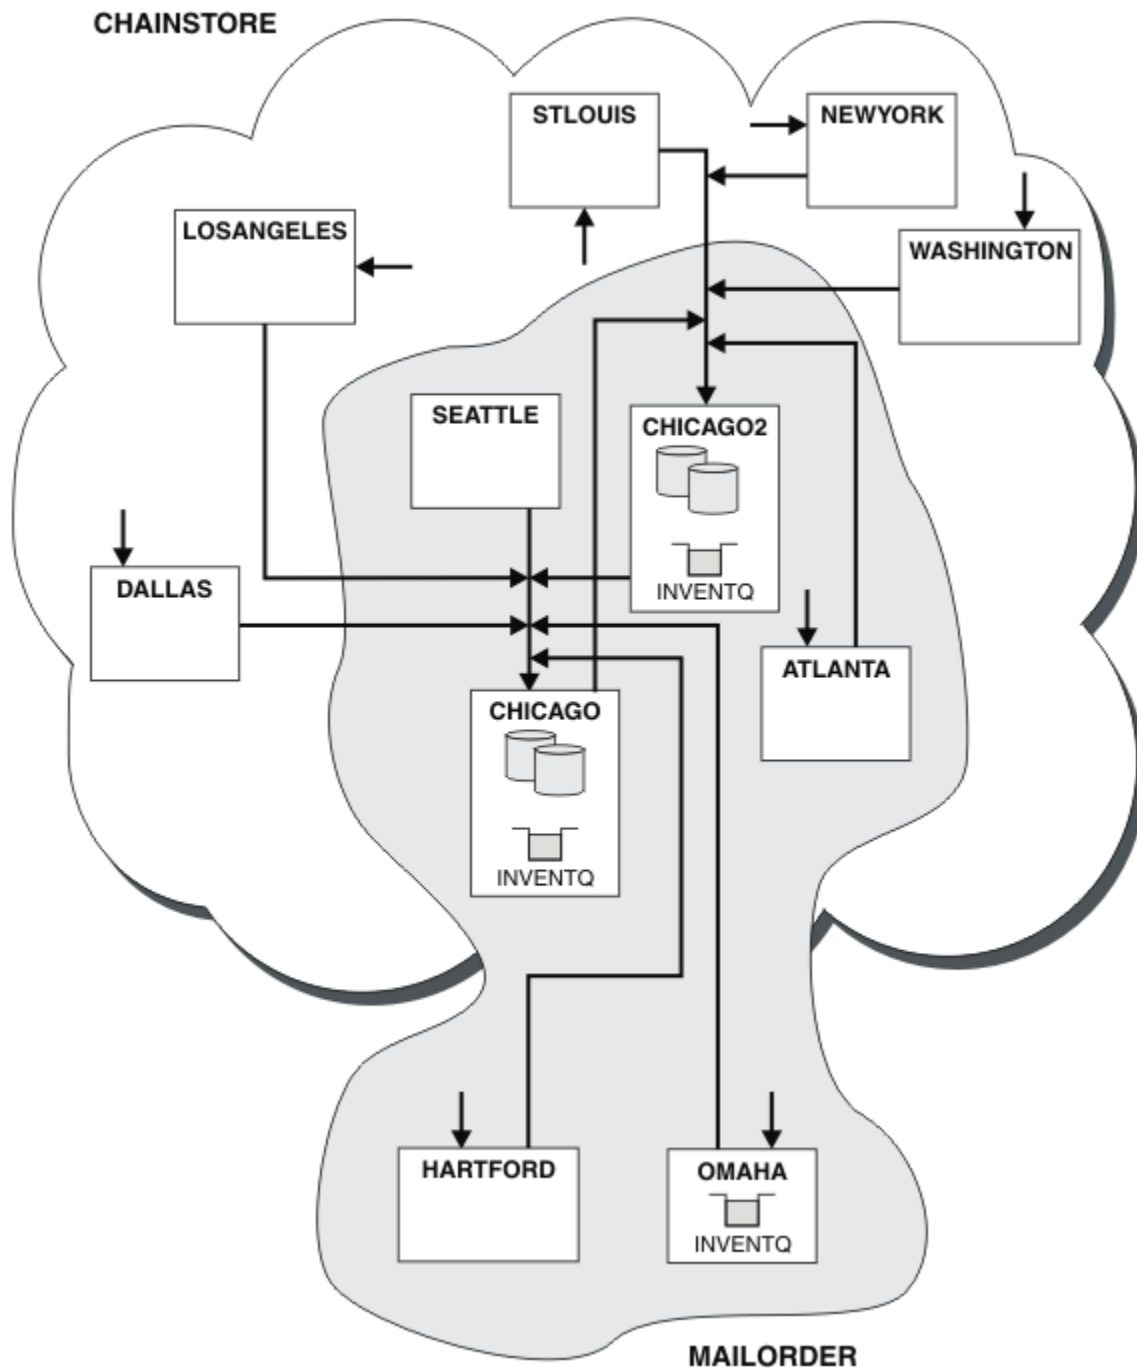 CHAINSTORE
STLOUIS
NEWYORK
LOSANGELES
WASHINGTON
SEATTLE
CHICAGO2
INVENTQ
DALLAS
ATLANTA
CHICAGO
INVENTQ
HARTFORD
OMAHA
INVENTQ
MAILORDER